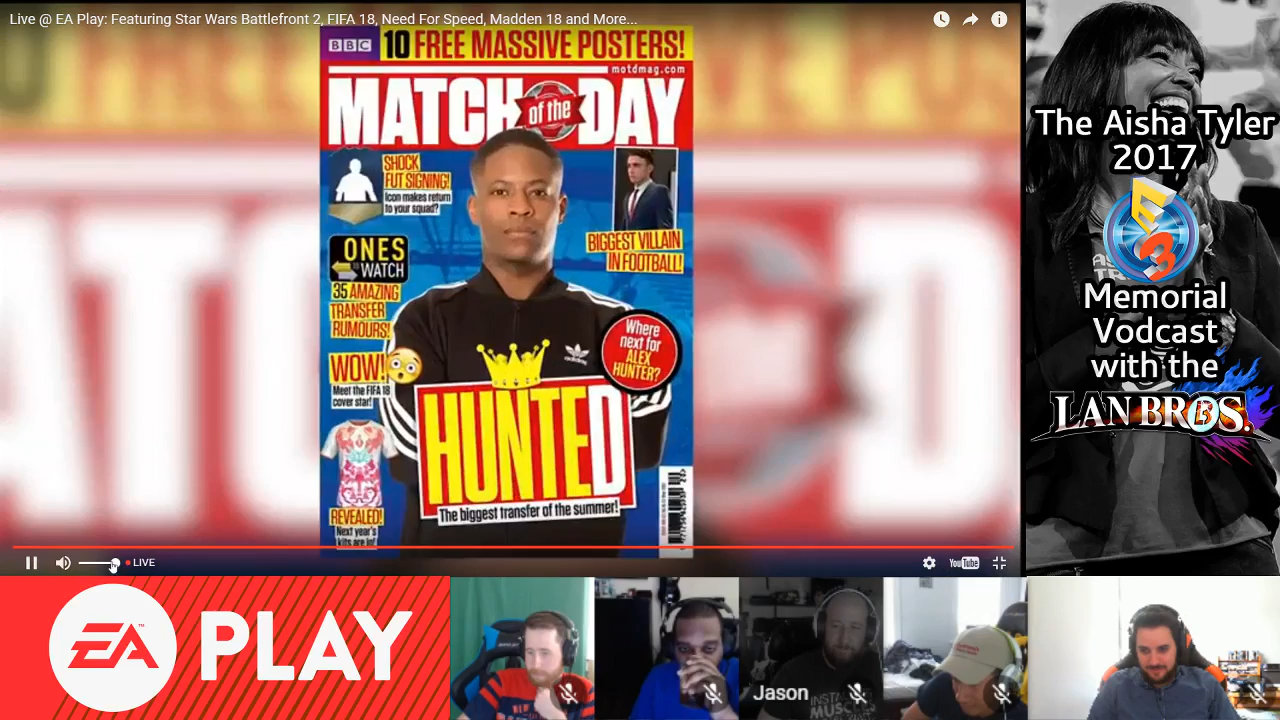 Live @ EA Play: Featuring Star Wars Battlefront 2, FIFA 18, Need For Speed, Madden 18 and More...
BBC
10 FREE MASSIVE POSTERS!
motdmag.com
MATCH of the DAY
SHOCK
FUT SIGNING!
Icon makes return
to your squad?
BIGGEST VILLAIN
IN FOOTBALL!
ONES
TO WATCH
35 AMAZING
TRANSFER
RUMOURS!
Where
next for
ALEX
HUNTER?
WOW!
Meet the FIFA 18
cover star!
adidas
HUNTED
The biggest transfer of the summer!
REVEALED!
Next year's
kits are in!
LIVE
YouTube
The Aisha Tyler
2017
E3
Memorial
Vodcast
with the
LAN BROS.
EA PLAY
Jason